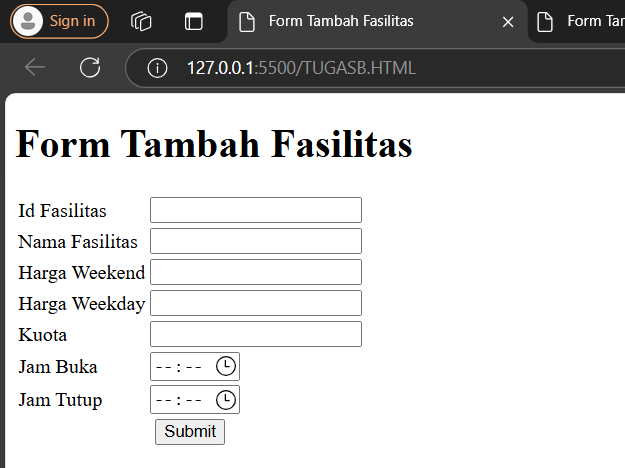 Sign in
Form Tambah Fasilitas
Form Tar
127.0.0.1:5500/TUGASB.HTML
Form Tambah Fasilitas
Id Fasilitas
Nama Fasilitas
Harga Weekend
Harga Weekday
Kuota
Jam Buka --:--
Jam Tutup --:--
Submit